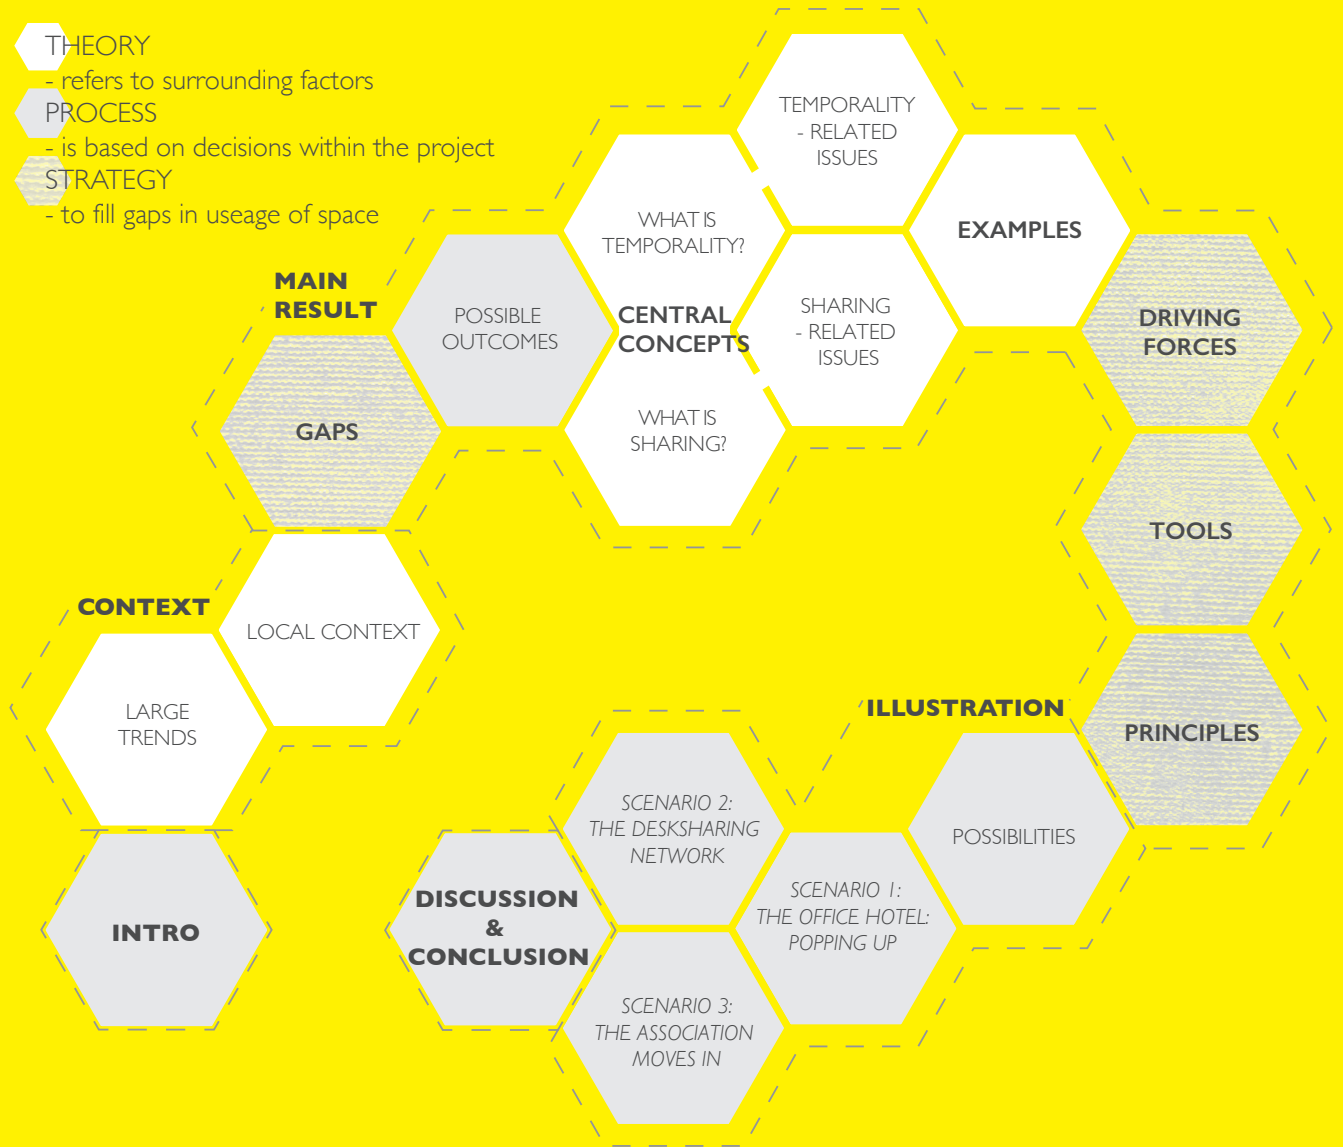 THEORY
- refers to surrounding factors
PROCESS
- is based on decisions within the project
STRATEGY
- to fill gaps in useage of space
TEMPORALITY
- RELATED
ISSUES
WHAT IS
TEMPORALITY?
EXAMPLES
MAIN
RESULT
POSSIBLE
OUTCOMES
CENTRAL
CONCEPTS
SHARING
- RELATED
ISSUES
DRIVING
FORCES
GAPS
WHAT IS
SHARING?
TOOLS
CONTEXT
LOCAL CONTEXT
LARGE
TRENDS
ILLUSTRATION
PRINCIPLES
SCENARIO 2:
THE DESKSHARING
NETWORK
POSSIBILITIES
SCENARIO 1:
THE OFFICE HOTEL:
POPPING UP
DISCUSSION
&
CONCLUSION
INTRO
SCENARIO 3:
THE ASSOCIATION
MOVES IN